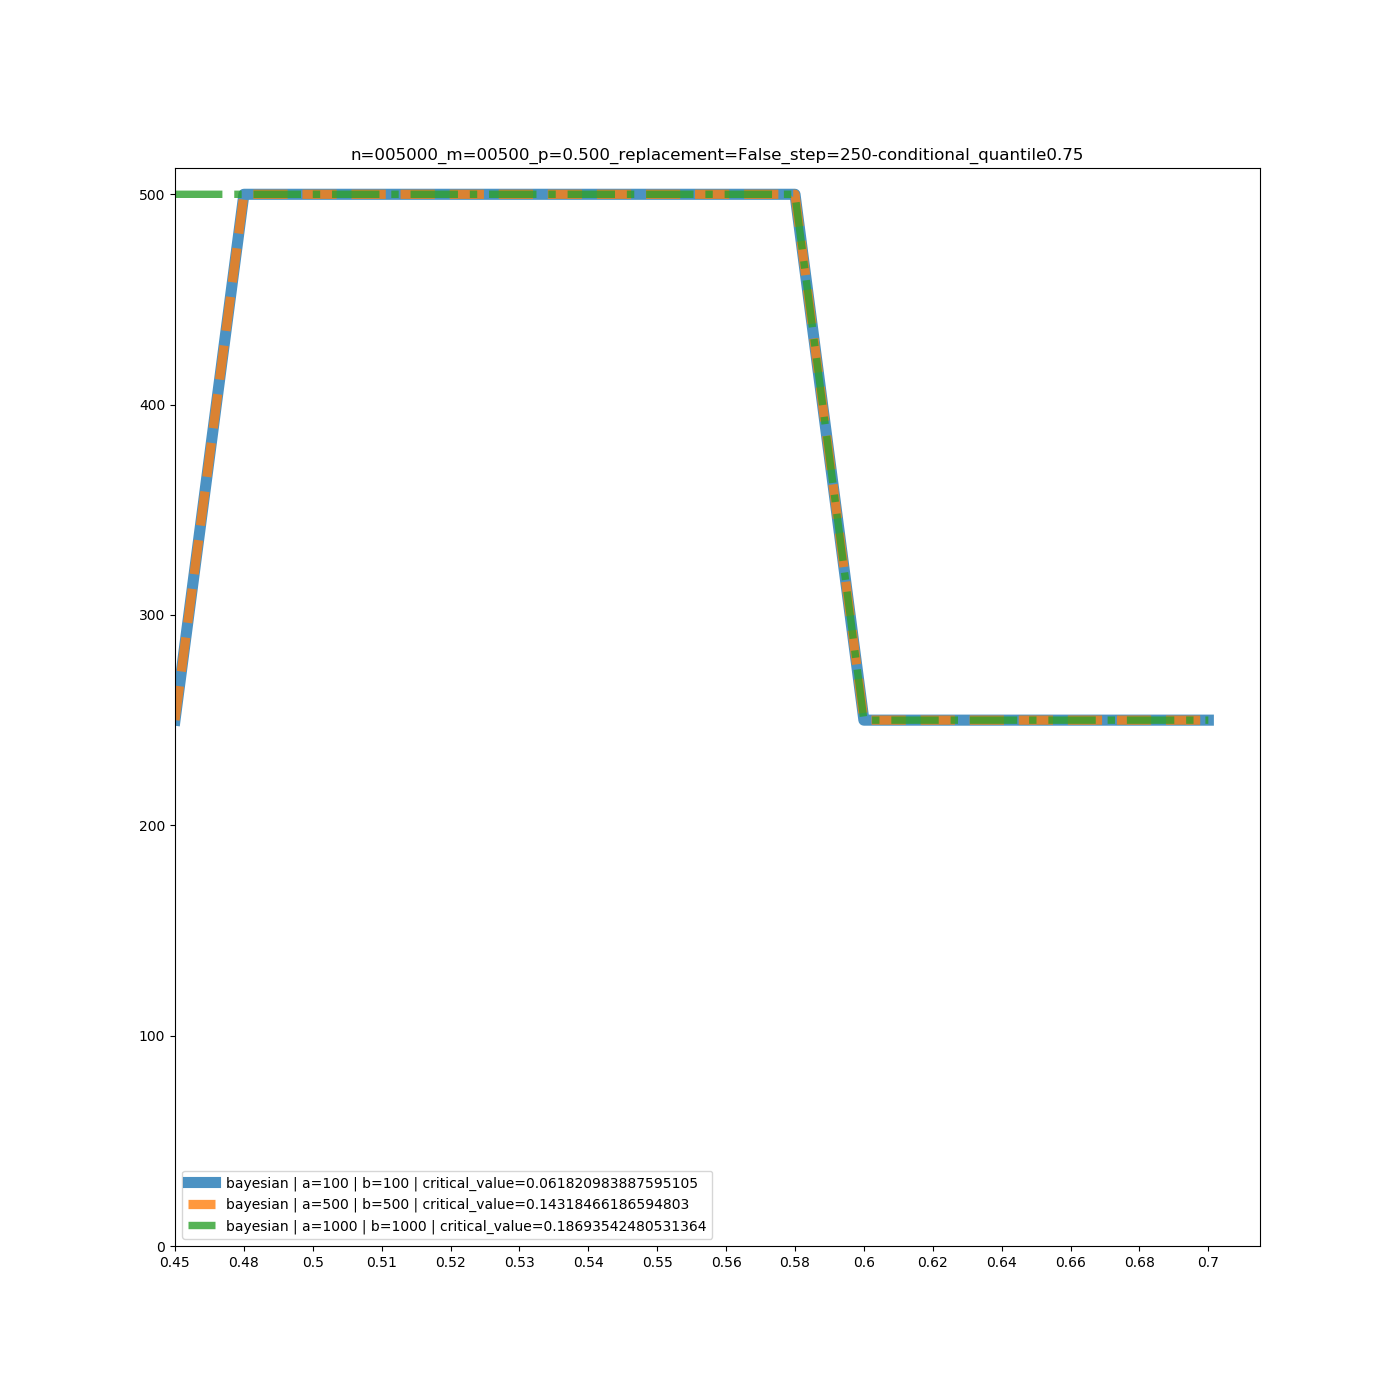 n=005000_m=00500_p=0.500_replacement=False_step=250-conditional_quantile0.75
500
400
300
200
100
0
bayesian | a=100 | b=100 | critical_value=0.061820983887595105
bayesian | a=500 | b=500 | critical_value=0.14318466186594803
bayesian | a=1000 | b=1000 | critical_value=0.18693542480531364
0.45 0.48 0.5 0.51 0.52 0.53 0.54 0.55 0.56 0.58 0.6 0.62 0.64 0.66 0.68 0.7